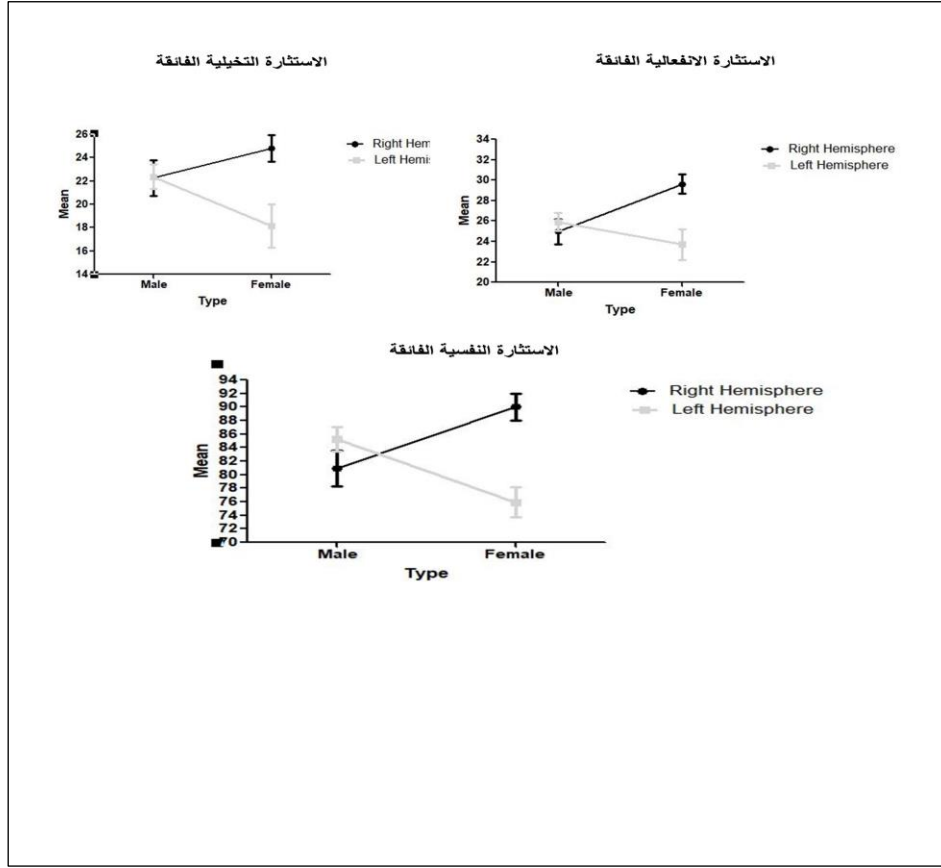 الاستثارة التخيلية الفائقة
26
24
22
20
18
16
14
Mean
Male
Female
Type
Right Hem
Left Hemi
الاستثارة الانفعالية الفائقة
34
32
30
28
26
24
22
20
Mean
Male
Female
Type
Right Hemisphere
Left Hemisphere
الاستثارة النفسية الفائقة
94
92
90
88
86
84
82
80
78
76
74
72
70
Mean
Male
Female
Type
Right Hemisphere
Left Hemisphere